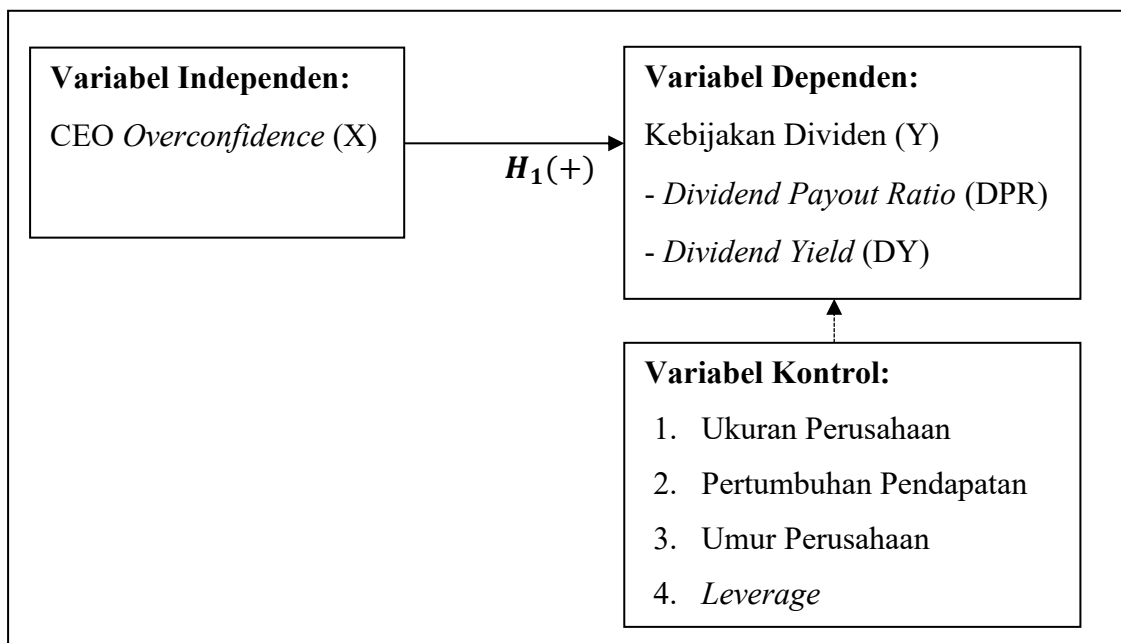 Variabel Independen:
CEO Overconfidence (X)
H₁(+)
Variabel Dependen:
Kebijakan Dividen (Y)
- Dividend Payout Ratio (DPR)
- Dividend Yield (DY)
Variabel Kontrol:
1. Ukuran Perusahaan
2. Pertumbuhan Pendapatan
3. Umur Perusahaan
4. Leverage